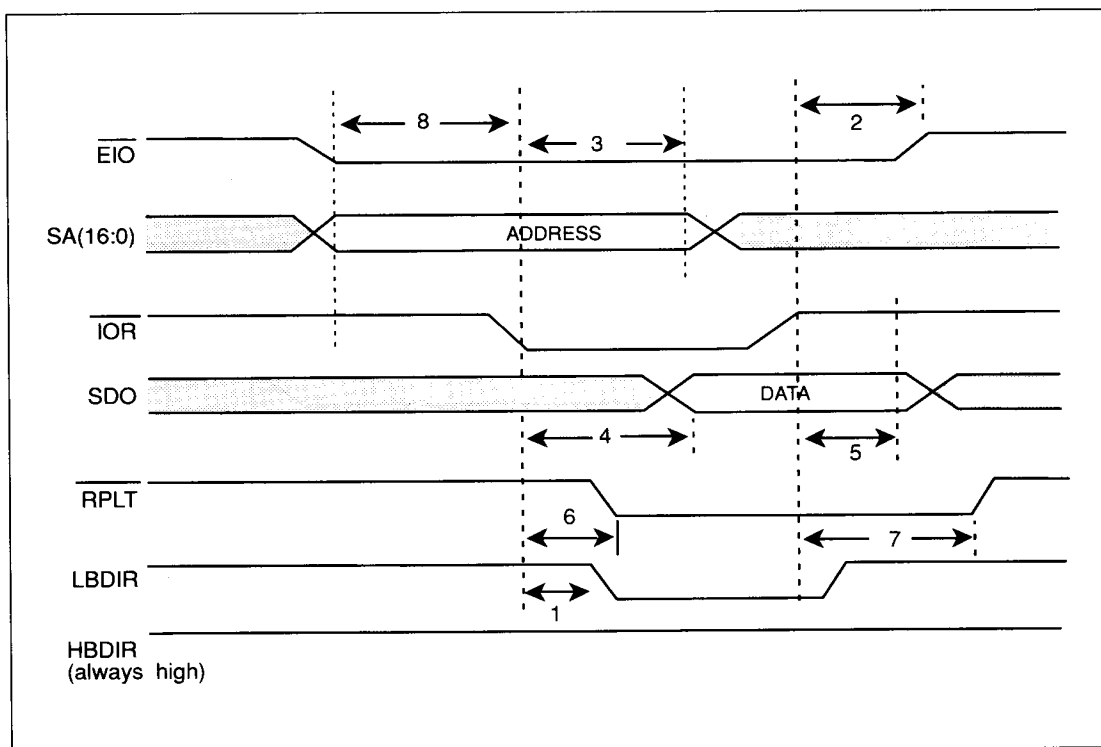 8
3
2
EIO
SA(16:0)
ADDRESS
IOR
SDO
DATA
4
5
RPLT
6
7
LBDIR
1
HBDIR
(always high)